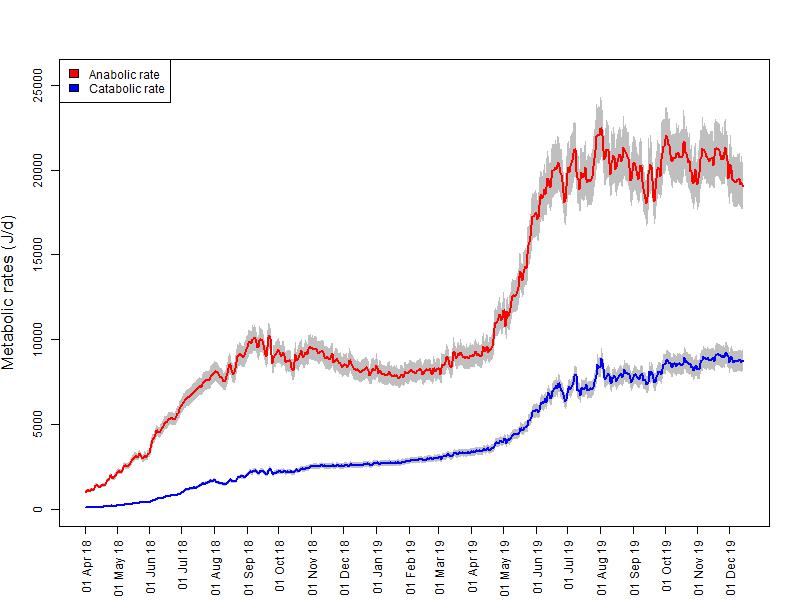 Anabolic rate
Catabolic rate
Metabolic rates (J/d)
25000
20000
15000
10000
5000
0
01 Apr 18
01 May 18
01 Jun 18
01 Jul 18
01 Aug 18
01 Sep 18
01 Oct 18
01 Nov 18
01 Dec 18
01 Jan 19
01 Feb 19
01 Mar 19
01 Apr 19
01 May 19
01 Jun 19
01 Jul 19
01 Aug 19
01 Sep 19
01 Oct 19
01 Nov 19
01 Dec 19